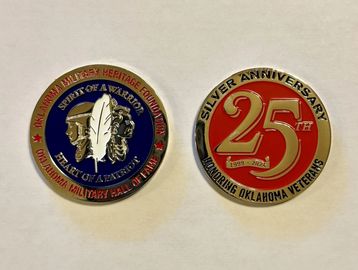 OKLAHOMA MILITARY HERITAGE FOUNDATION
SPIRIT OF A WARRIOR
HEART OF A PATRIOT
OKLAHOMA MILITARY HALL OF FAME
SILVER ANNIVERSARY
25TH
1999 - 2024
HONORING OKLAHOMA VETERANS